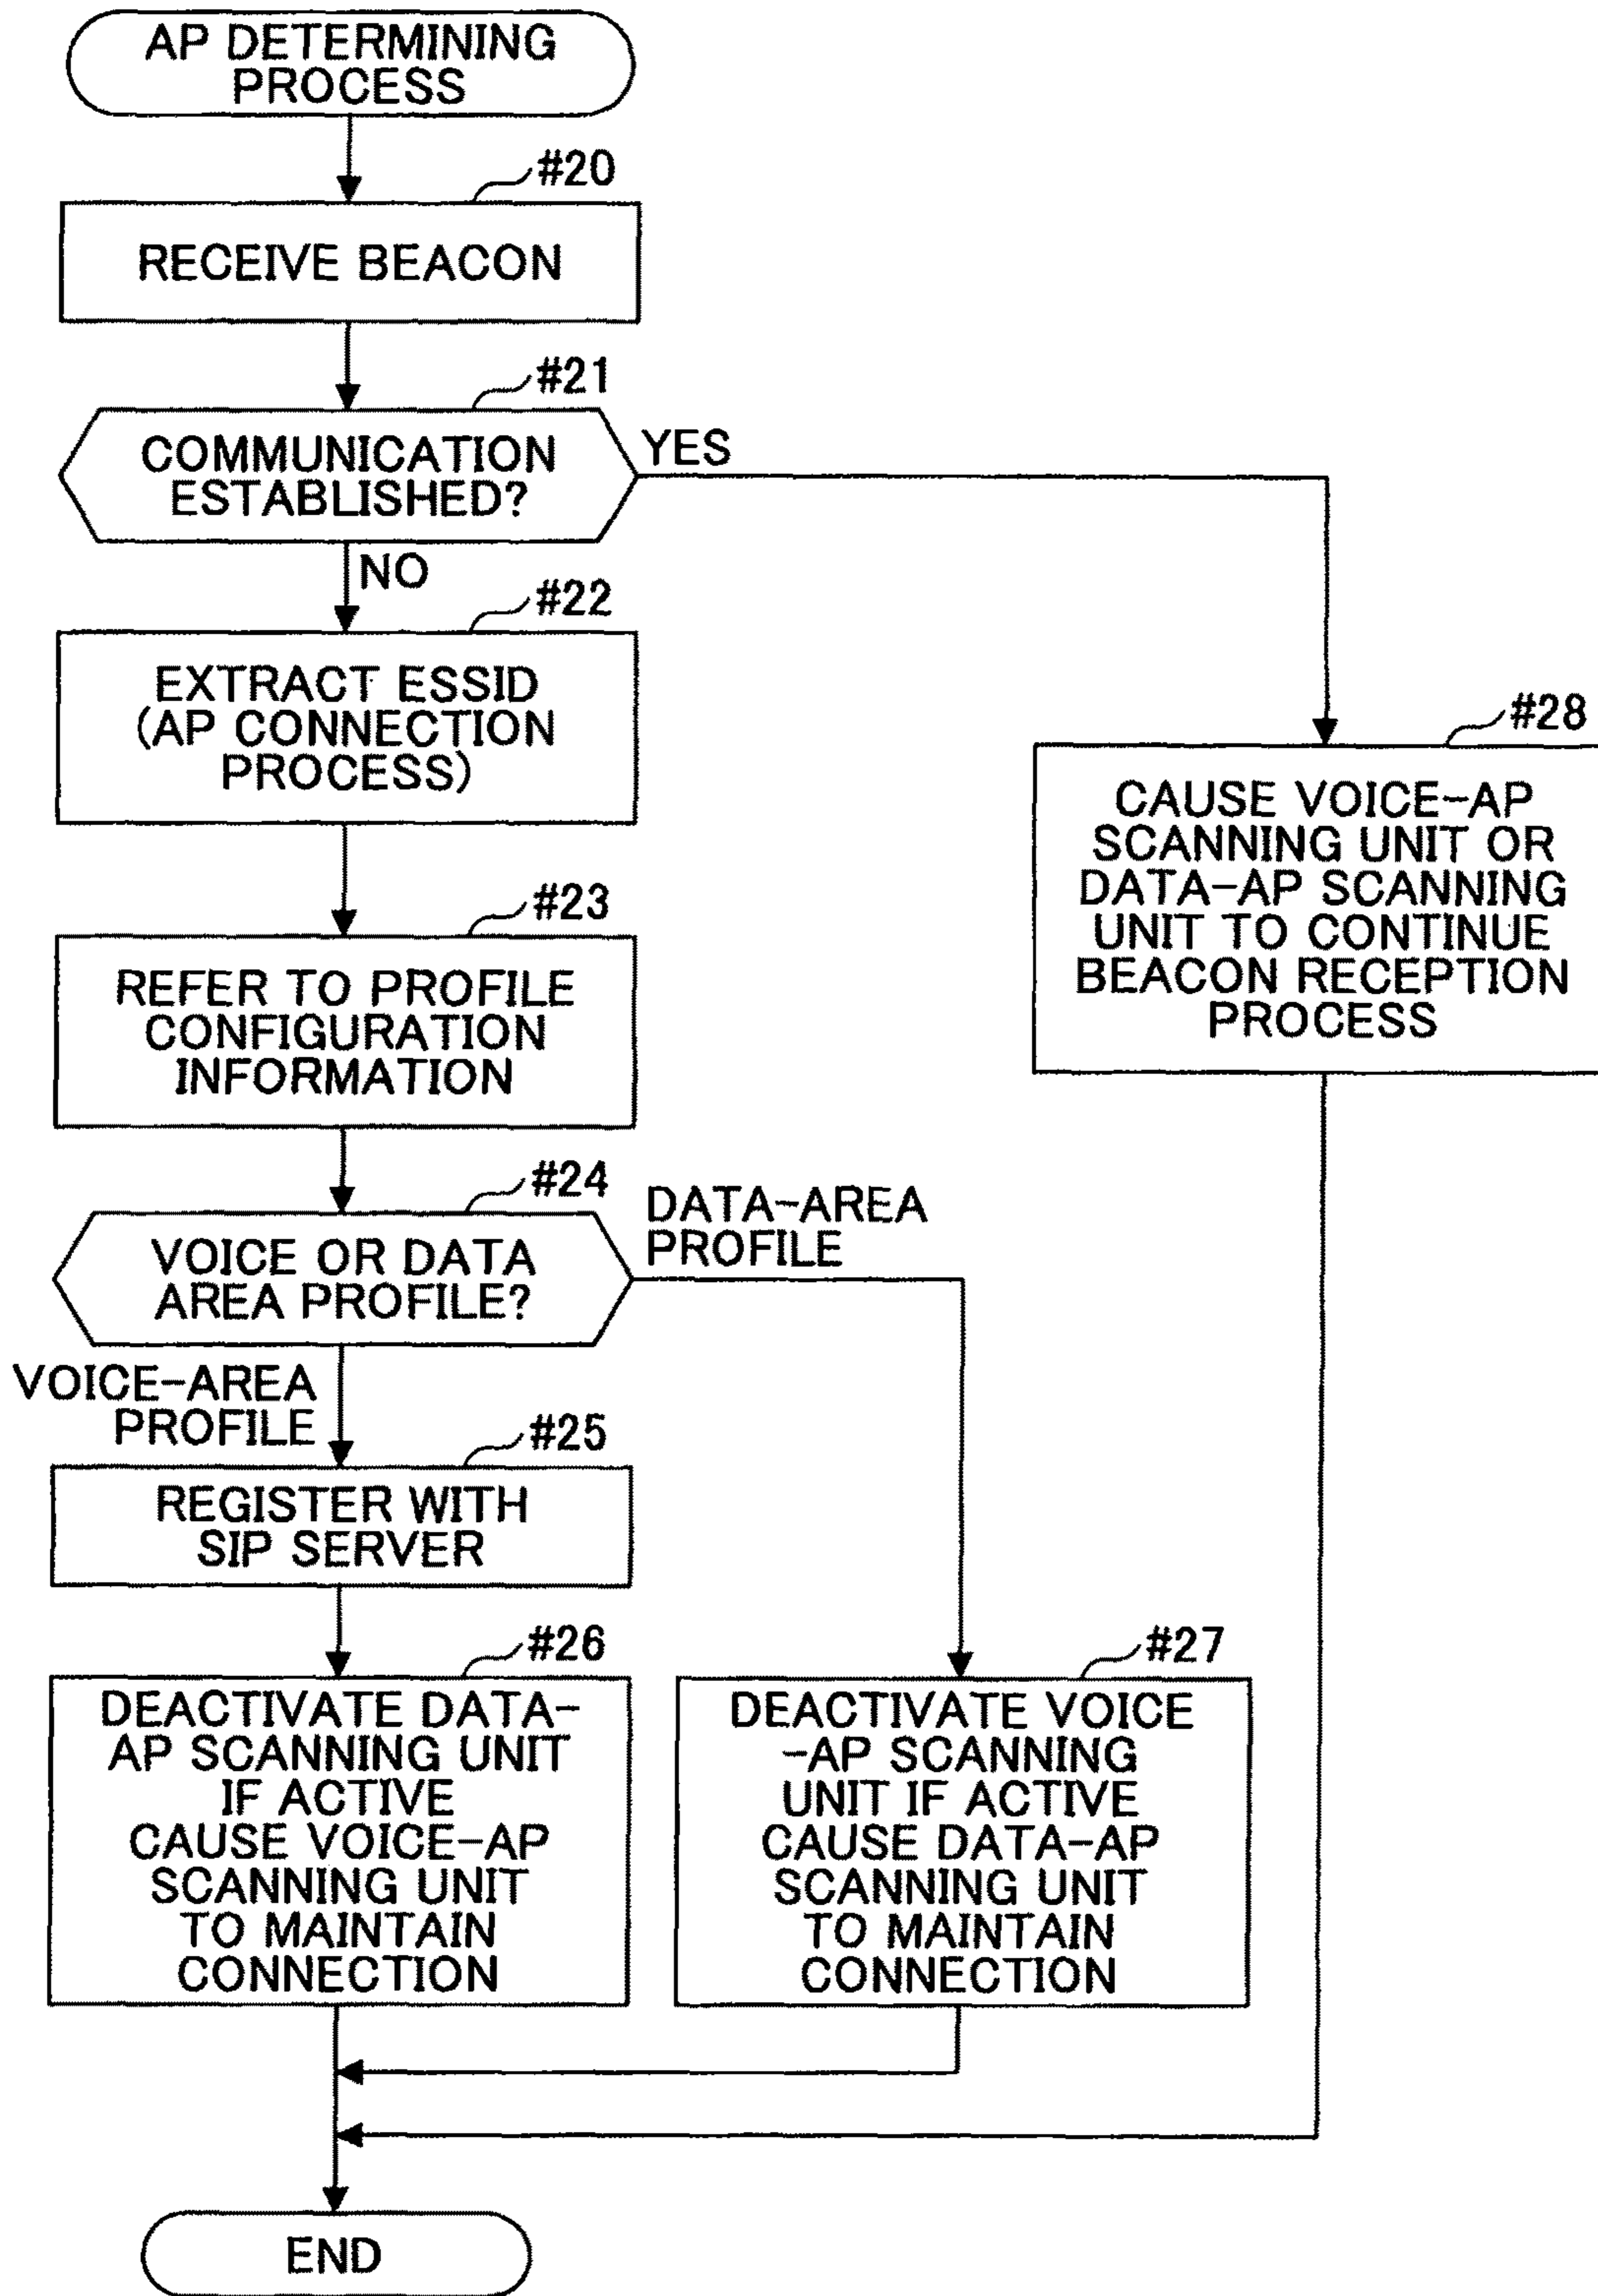 AP DETERMINING
PROCESS
#20
RECEIVE BEACON
#21
COMMUNICATION
ESTABLISHED?
YES
NO
#22
EXTRACT ESSID
(AP CONNECTION
PROCESS)
#28
CAUSE VOICE-AP
SCANNING UNIT OR
DATA-AP SCANNING
UNIT TO CONTINUE
BEACON RECEPTION
PROCESS
#23
REFER TO PROFILE
CONFIGURATION
INFORMATION
#24
VOICE OR DATA
AREA PROFILE?
DATA-AREA
PROFILE
VOICE-AREA
PROFILE
#25
REGISTER WITH
SIP SERVER
#26
DEACTIVATE DATA-
AP SCANNING UNIT
IF ACTIVE
CAUSE VOICE-AP
SCANNING UNIT
TO MAINTAIN
CONNECTION
#27
DEACTIVATE VOICE
-AP SCANNING
UNIT IF ACTIVE
CAUSE DATA-AP
SCANNING UNIT
TO MAINTAIN
CONNECTION
END